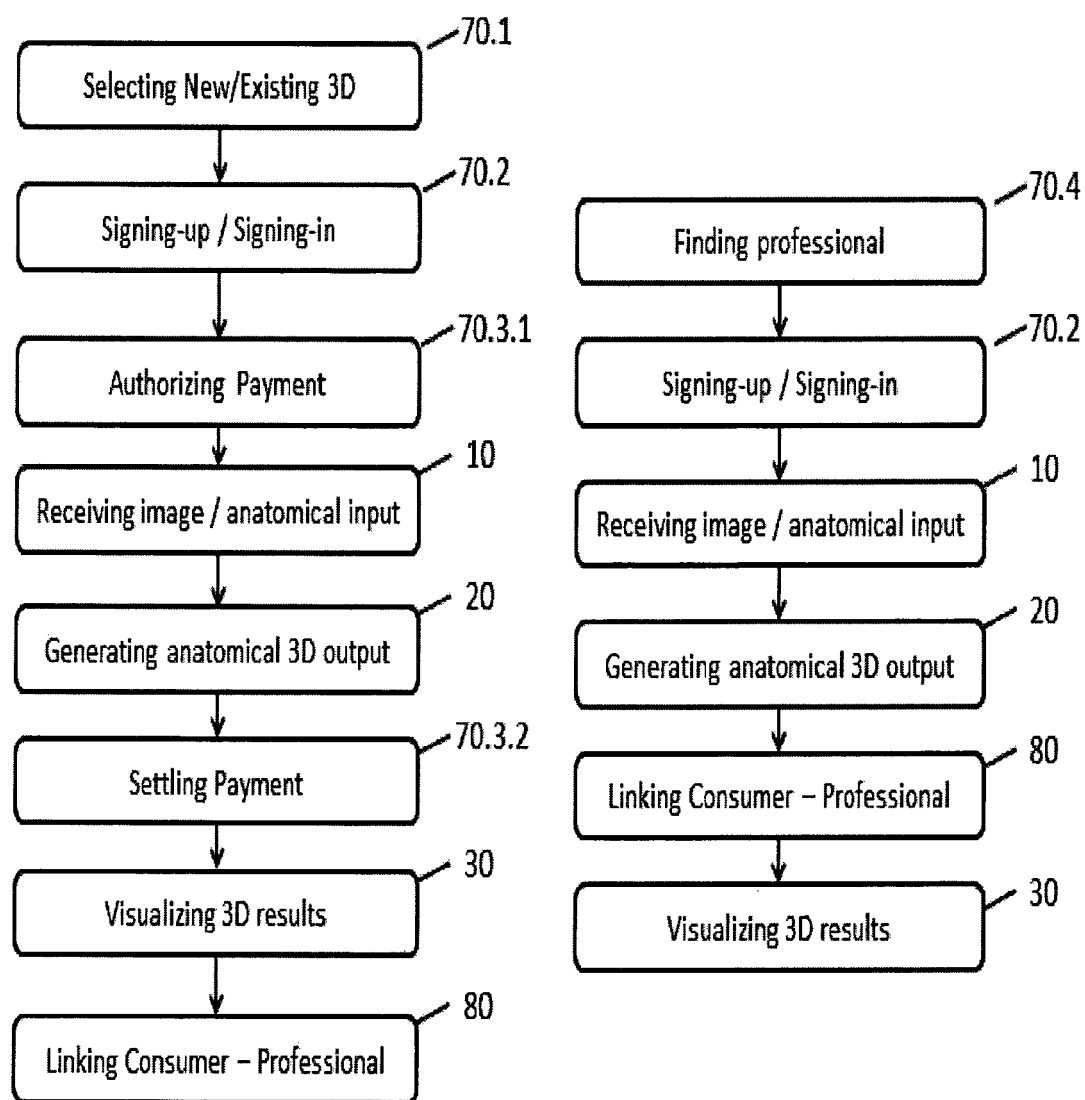 70.1
Selecting New/Existing 3D
70.2
Signing-up / Signing-in
70.3.1
Authorizing Payment
10
Receiving image / anatomical input
20
Generating anatomical 3D output
70.3.2
Settling Payment
30
Visualizing 3D results
80
Linking Consumer – Professional
70.4
Finding professional
70.2
Signing-up / Signing-in
10
Receiving image / anatomical input
20
Generating anatomical 3D output
80
Linking Consumer – Professional
30
Visualizing 3D results